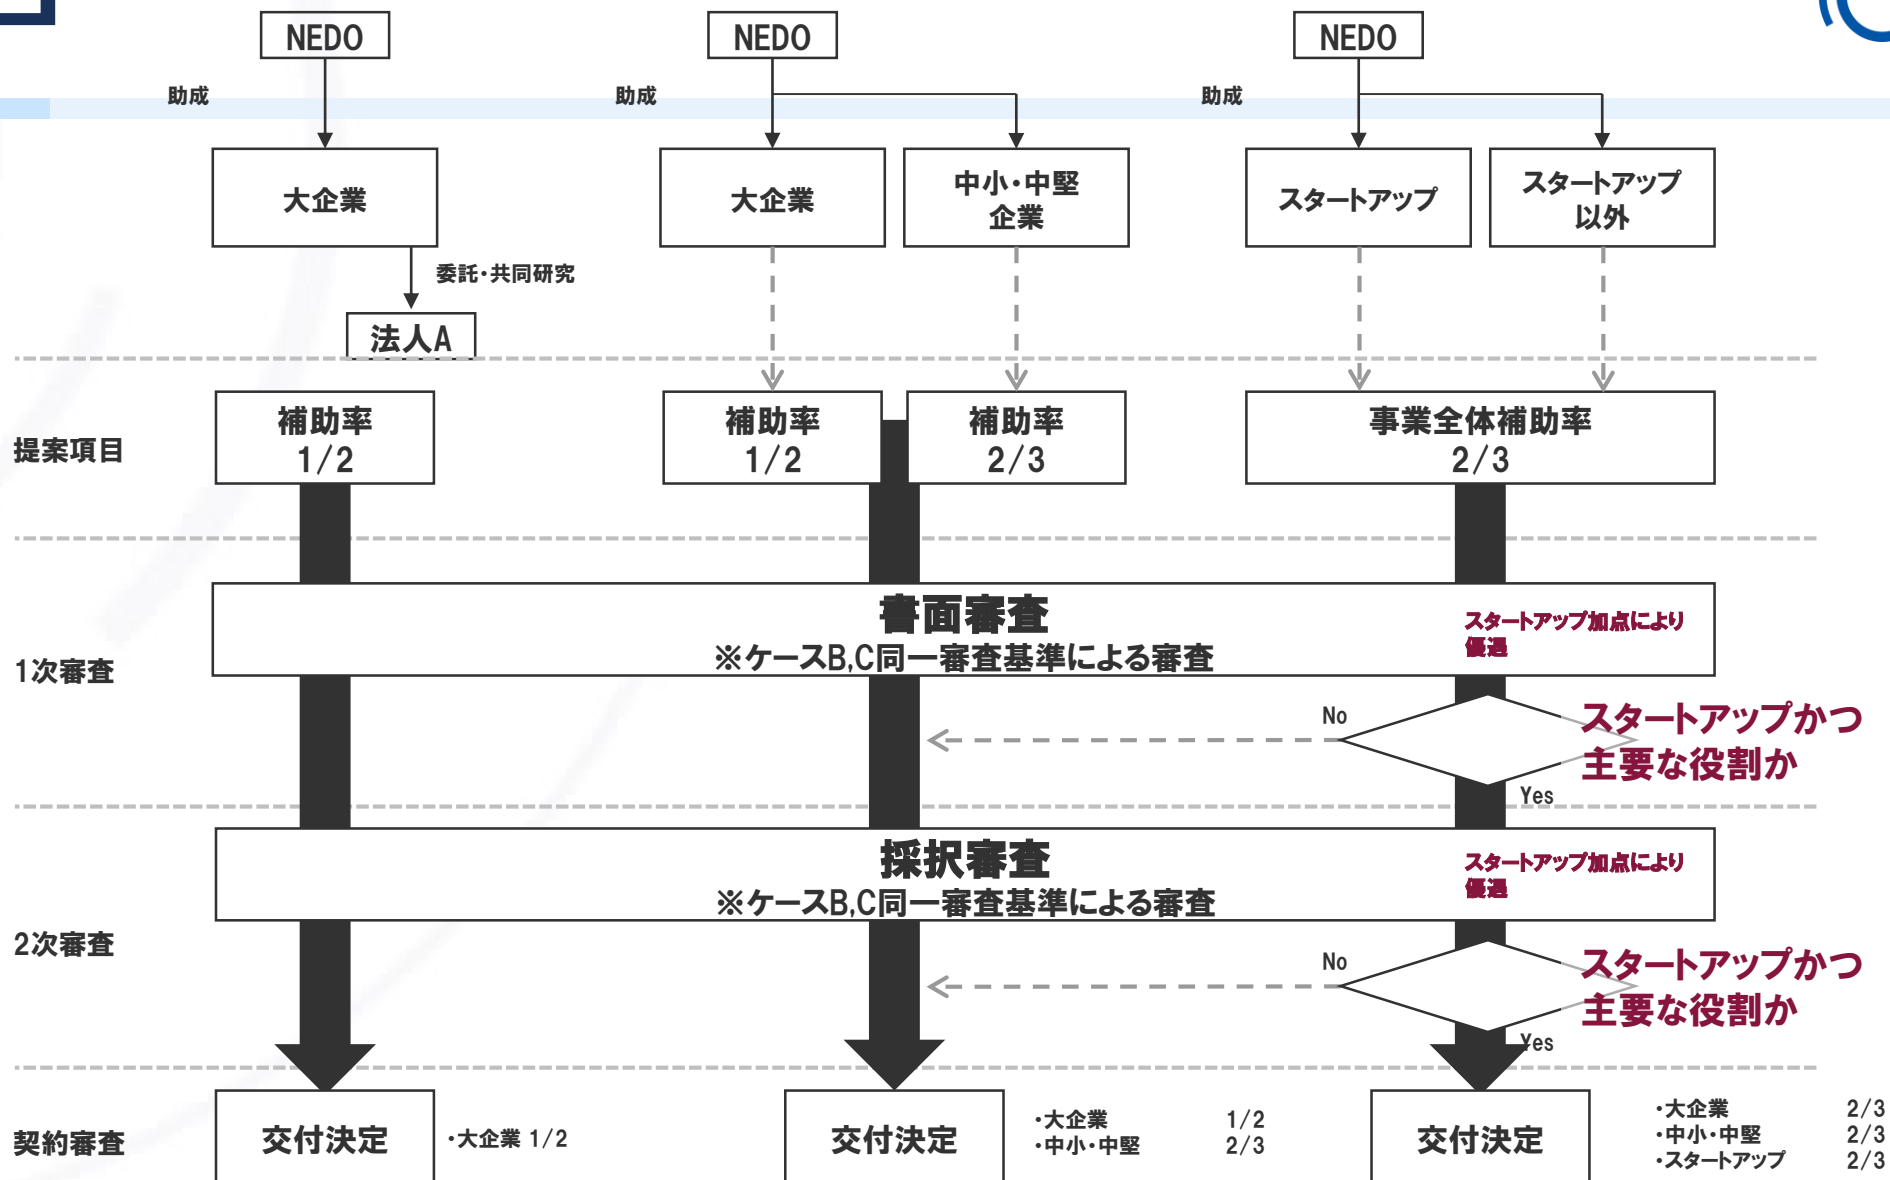 NEDO
NEDO
NEDO
助成
助成
助成
大企業
大企業
中小・中堅
企業
スタートアップ
スタートアップ
以外
委託・共同研究
法人A
提案項目
補助率
1/2
補助率
1/2
補助率
2/3
事業全体補助率
2/3
1次審査
書面審査
※ケースB,C同一審査基準による審査
スタートアップ加点により
優遇
No
スタートアップかつ
主要な役割か
Yes
2次審査
採択審査
※ケースB,C同一審査基準による審査
スタートアップ加点により
優遇
No
スタートアップかつ
主要な役割か
Yes
契約審査
交付決定
・大企業 1/2
交付決定
・大企業 1/2
・中小・中堅 2/3
交付決定
・大企業 2/3
・中小・中堅 2/3
・スタートアップ 2/3